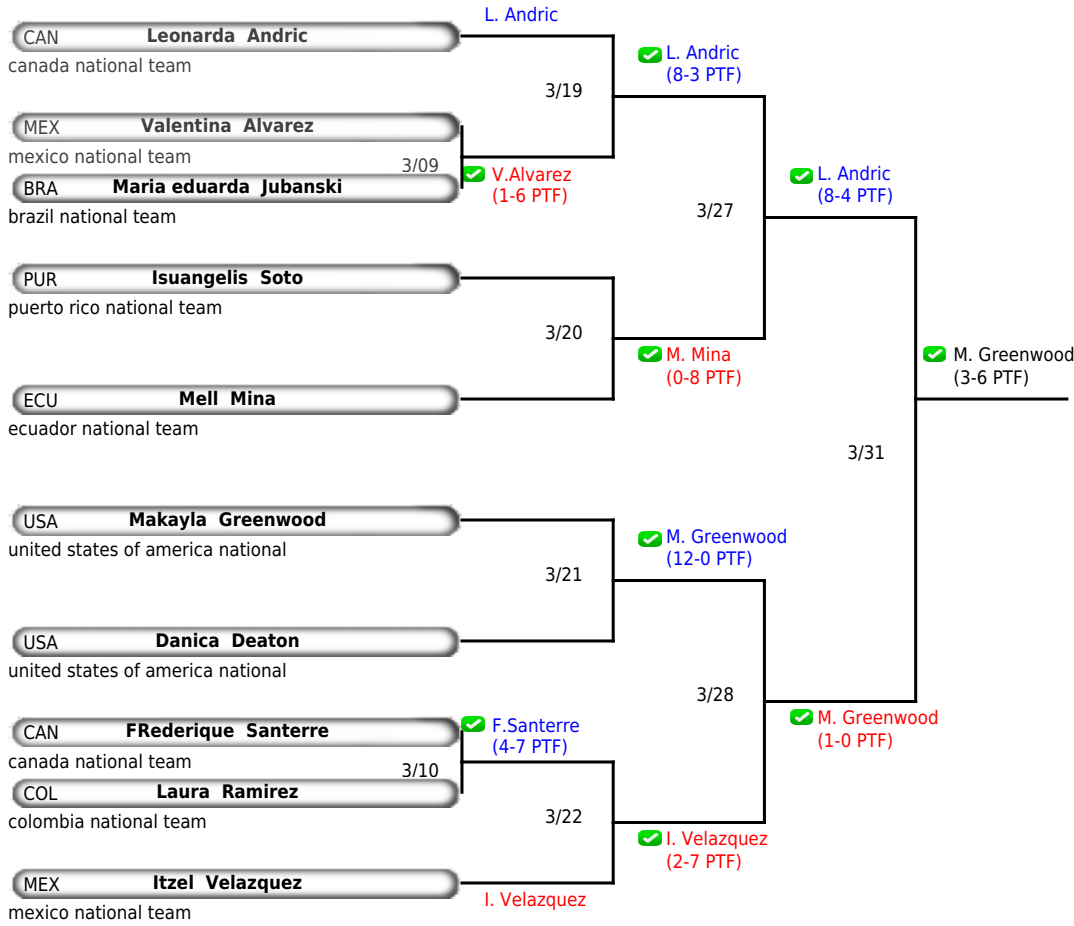 L. Andric
CAN Leonarda Andric
canada national team
L. Andric
(8-3 PTF)
3/19
MEX Valentina Alvarez
mexico national team
3/09
V.Alvarez
(1-6 PTF)
BRA Maria eduarda Jubanski
brazil national team
L. Andric
(8-4 PTF)
3/27
PUR Isuangelis Soto
puerto rico national team
3/20
M. Mina
(0-8 PTF)
M. Greenwood
(3-6 PTF)
ECU Mell Mina
ecuador national team
3/31
USA Makayla Greenwood
united states of america national
M. Greenwood
(12-0 PTF)
3/21
USA Danica Deaton
united states of america national
3/28
M. Greenwood
(1-0 PTF)
CAN FRederique Santerre
canada national team
F.Santerre
(4-7 PTF)
3/10
COL Laura Ramirez
colombia national team
3/22
I. Velazquez
(2-7 PTF)
MEX Itzel Velazquez
mexico national team
I. Velazquez